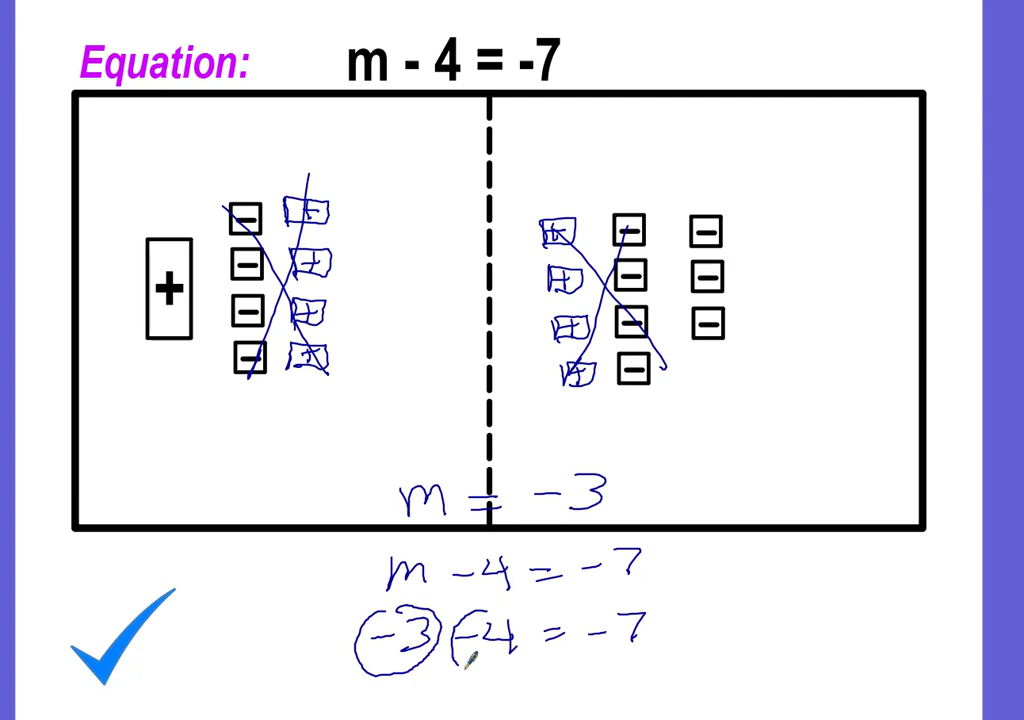 Equation: m - 4 = -7
- +
- +
+ - +
- +
+ - -
+ - -
+ - -
+ -
m = -3
m - 4 = -7
-3 -4 = -7